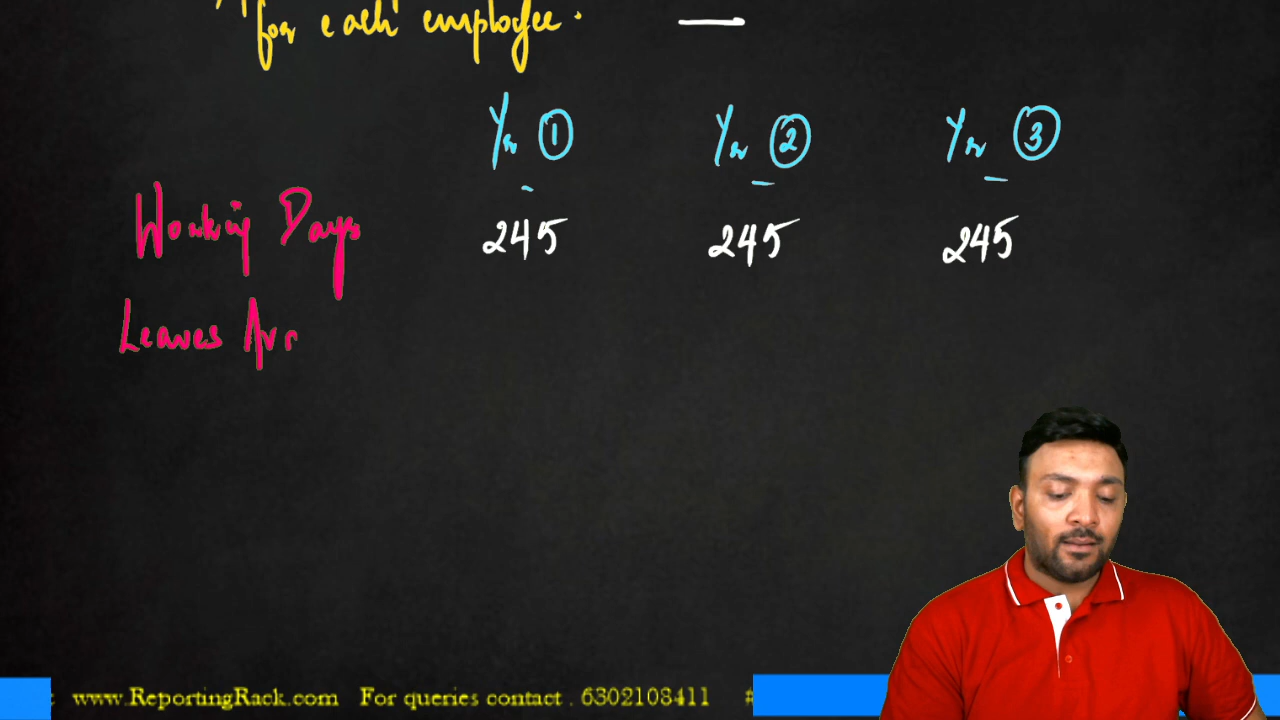 for each employee.
Yr 1 Yr 2 Yr 3
Working Days 245 245 245
Leaves Av
www.ReportingRack.com For queries contact . 6302108411 #